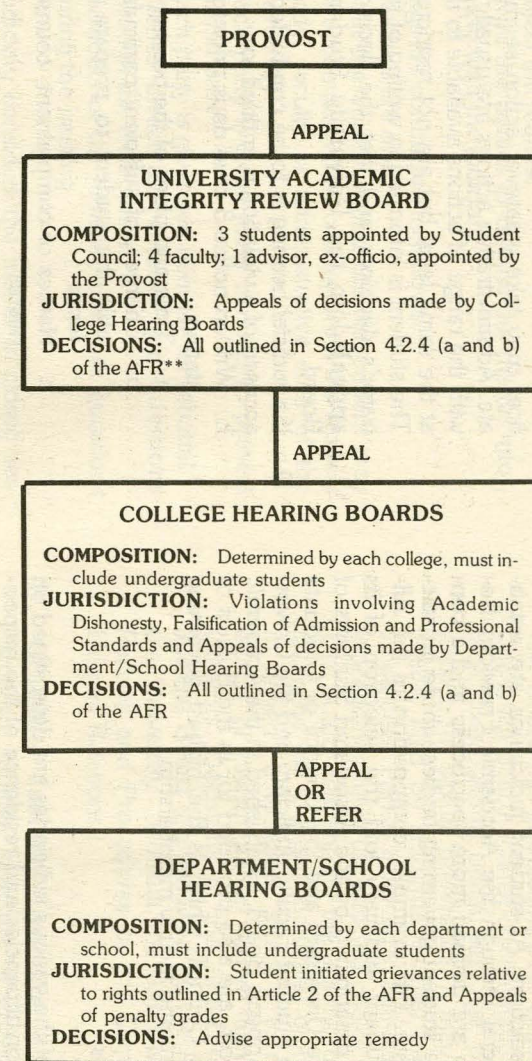 PROVOST
APPEAL
UNIVERSITY ACADEMIC
INTEGRITY REVIEW BOARD
COMPOSITION: 3 students appointed by Student
Council; 4 faculty; 1 advisor, ex-officio, appointed by
the Provost
JURISDICTION: Appeals of decisions made by Col-
lege Hearing Boards
DECISIONS: All outlined in Section 4.2.4 (a and b)
of the AFR**
APPEAL
COLLEGE HEARING BOARDS
COMPOSITION: Determined by each college, must in-
clude undergraduate students
JURISDICTION: Violations involving Academic
Dishonesty, Falsification of Admission and Professional
Standards and Appeals of decisions made by Depart-
ment/School Hearing Boards
DECISIONS: All outlined in Section 4.2.4 (a and b)
of the AFR
APPEAL
OR
REFER
DEPARTMENT/SCHOOL
HEARING BOARDS
COMPOSITION: Determined by each department or
school, must include undergraduate students
JURISDICTION: Student initiated grievances relative
to rights outlined in Article 2 of the AFR and Appeals
of penalty grades
DECISIONS: Advise appropriate remedy